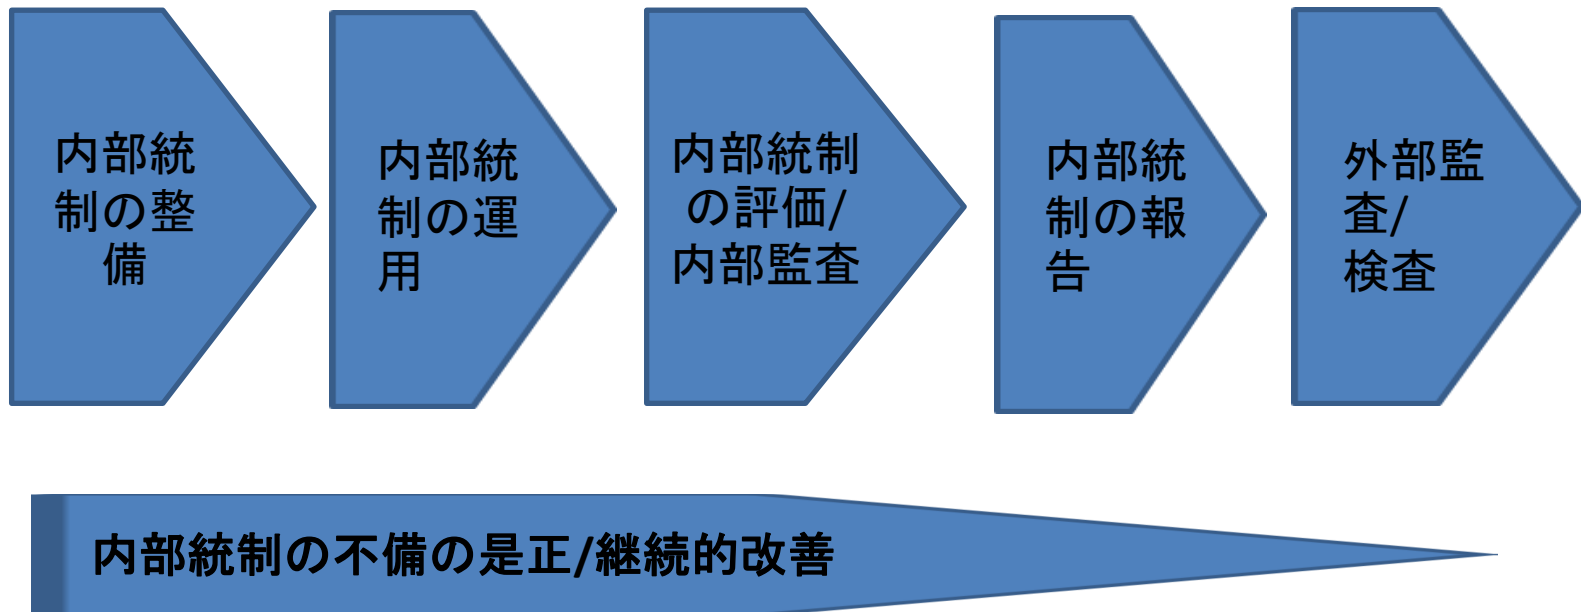 内部統
制の整
備
内部統
制の運
用
内部統制
の評価/
内部監査
内部統
制の報
告
外部監
査/
検査
内部統制の不備の是正/継続的改善